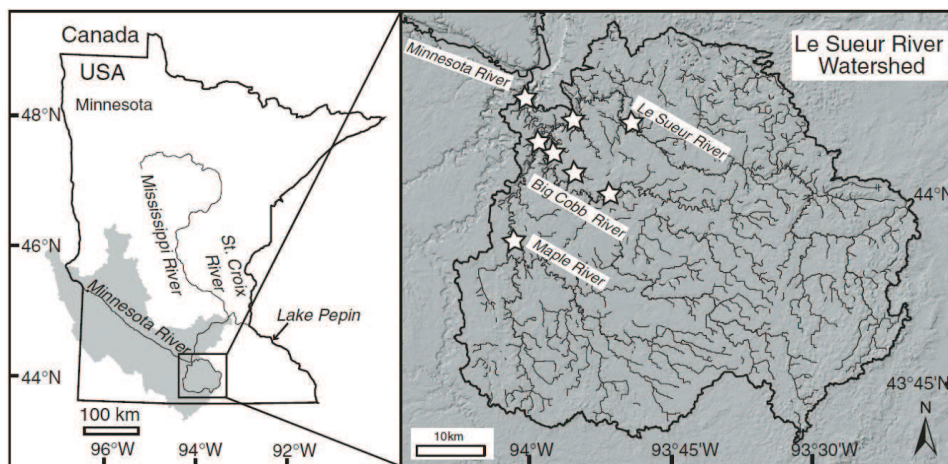 Canada
USA
Minnesota
48°N
46°N
44°N
Mississippi River
St. Croix
River
Minnesota River
Lake Pepin
100 km
96°W
94°W
92°W
Le Sueur River
Watershed
Minnesota River
Le Sueur River
Big Cobb River
Maple River
44°N
43°45'N
N
10km
94°W
93°45'W
93°30'W